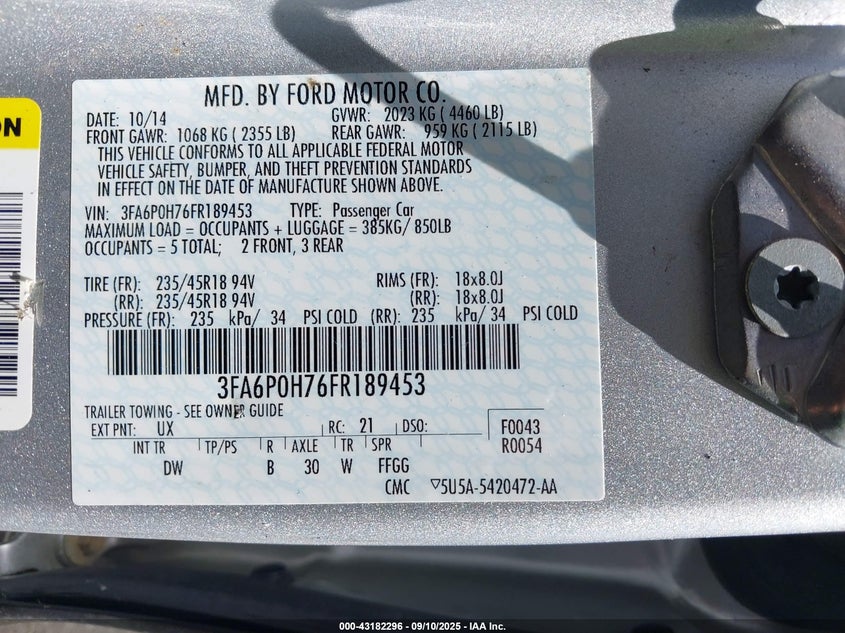 ON
MFD. BY FORD MOTOR CO.
DATE: 10/14 GVWR: 2023 KG ( 4460 LB)
FRONT GAWR: 1068 KG ( 2355 LB) REAR GAWR: 959 KG ( 2115 LB)
THIS VEHICLE CONFORMS TO ALL APPLICABLE FEDERAL MOTOR
VEHICLE SAFETY, BUMPER, AND THEFT PREVENTION STANDARDS
IN EFFECT ON THE DATE OF MANUFACTURE SHOWN ABOVE.
VIN: 3FA6P0H76FR189453 TYPE: Passenger Car
MAXIMUM LOAD = OCCUPANTS + LUGGAGE = 385KG/ 850LB
OCCUPANTS = 5 TOTAL; 2 FRONT, 3 REAR
TIRE (FR): 235/45R18 94V RIMS (FR): 18x8.0J
(RR): 235/45R18 94V (RR): 18x8.0J
PRESSURE (FR): 235 kPa/ 34 PSI COLD (RR): 235 kPa/ 34 PSI COLD
3FA6P0H76FR189453
TRAILER TOWING - SEE OWNER GUIDE
EXT PNT: UX RC: 21 DSO: F0043
INT TR TP/PS R AXLE TR SPR R0054
DW B 30 W FFGG
CMC ▽5U5A-5420472-AA
000-43182296 - 09/10/2025 - IAA Inc.